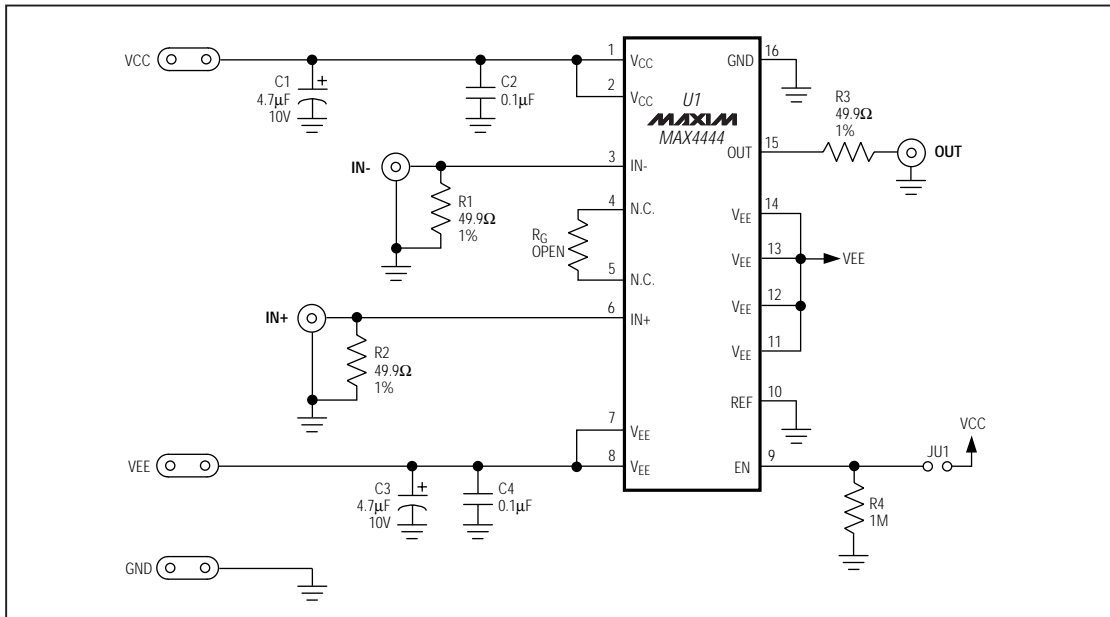 VCC
C1
4.7μF
10V
+
C2
0.1μF
1
VCC
2
VCC
U1
MAXIM
MAX4444
GND
16
R3
49.9Ω
1%
OUT
15
OUT
IN-
3
IN-
R1
49.9Ω
1%
4
N.C.
RG
OPEN
5
N.C.
VEE
14
VEE
13
VEE
VEE
12
VEE
11
IN+
6
IN+
R2
49.9Ω
1%
REF
10
7
VEE
VEE
8
VEE
C3
4.7μF
10V
+
C4
0.1μF
EN
9
JU1
VCC
R4
1M
GND